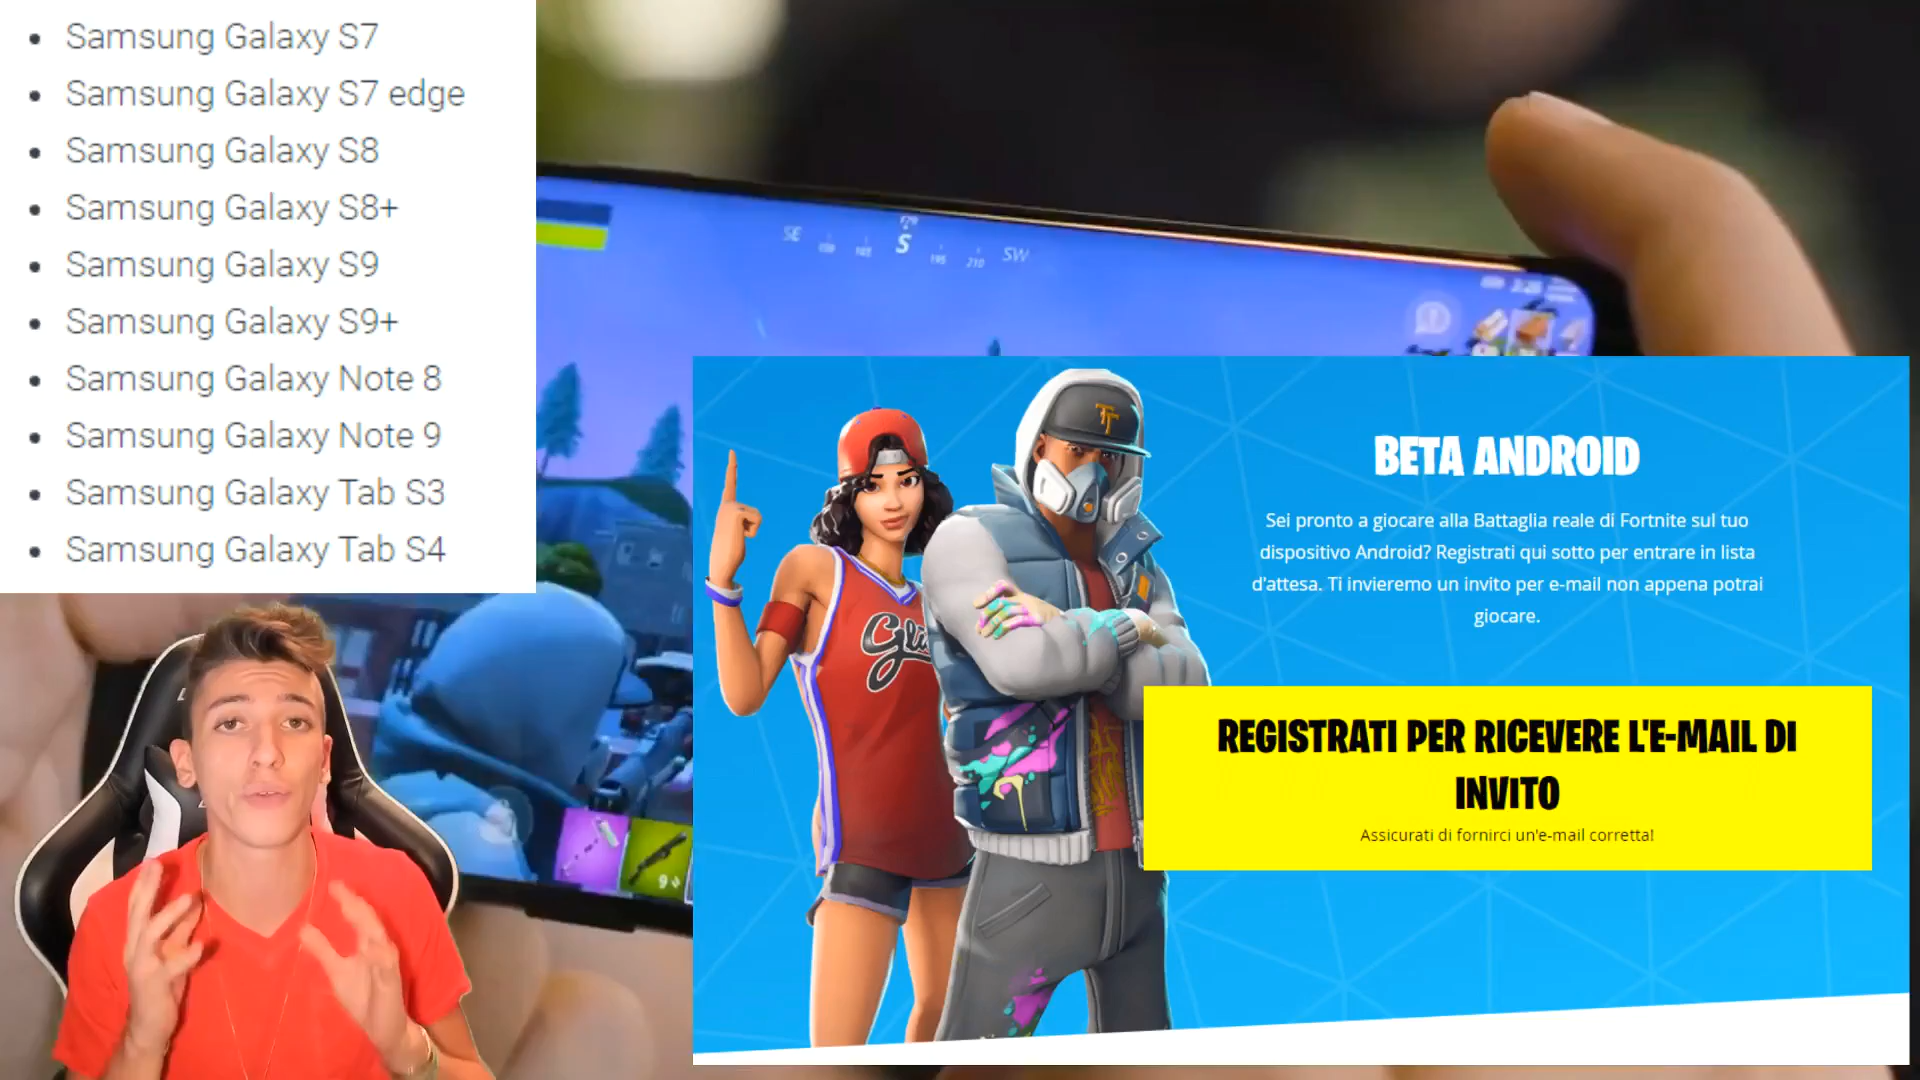 Samsung Galaxy S7
Samsung Galaxy S7 edge
Samsung Galaxy S8
Samsung Galaxy S8+
Samsung Galaxy S9
Samsung Galaxy S9+
Samsung Galaxy Note 8
Samsung Galaxy Note 9
Samsung Galaxy Tab S3
Samsung Galaxy Tab S4
SE
S
195
210
SW
TT
BETA ANDROID
Sei pronto a giocare alla Battaglia reale di Fortnite sul tuo
dispositivo Android? Registrati qui sotto per entrare in lista
d'attesa. Ti invieremo un invito per e-mail non appena potrai
giocare.
REGISTRATI PER RICEVERE L'E-MAIL DI
INVITO
Assicurati di fornirci un'e-mail corretta!
9